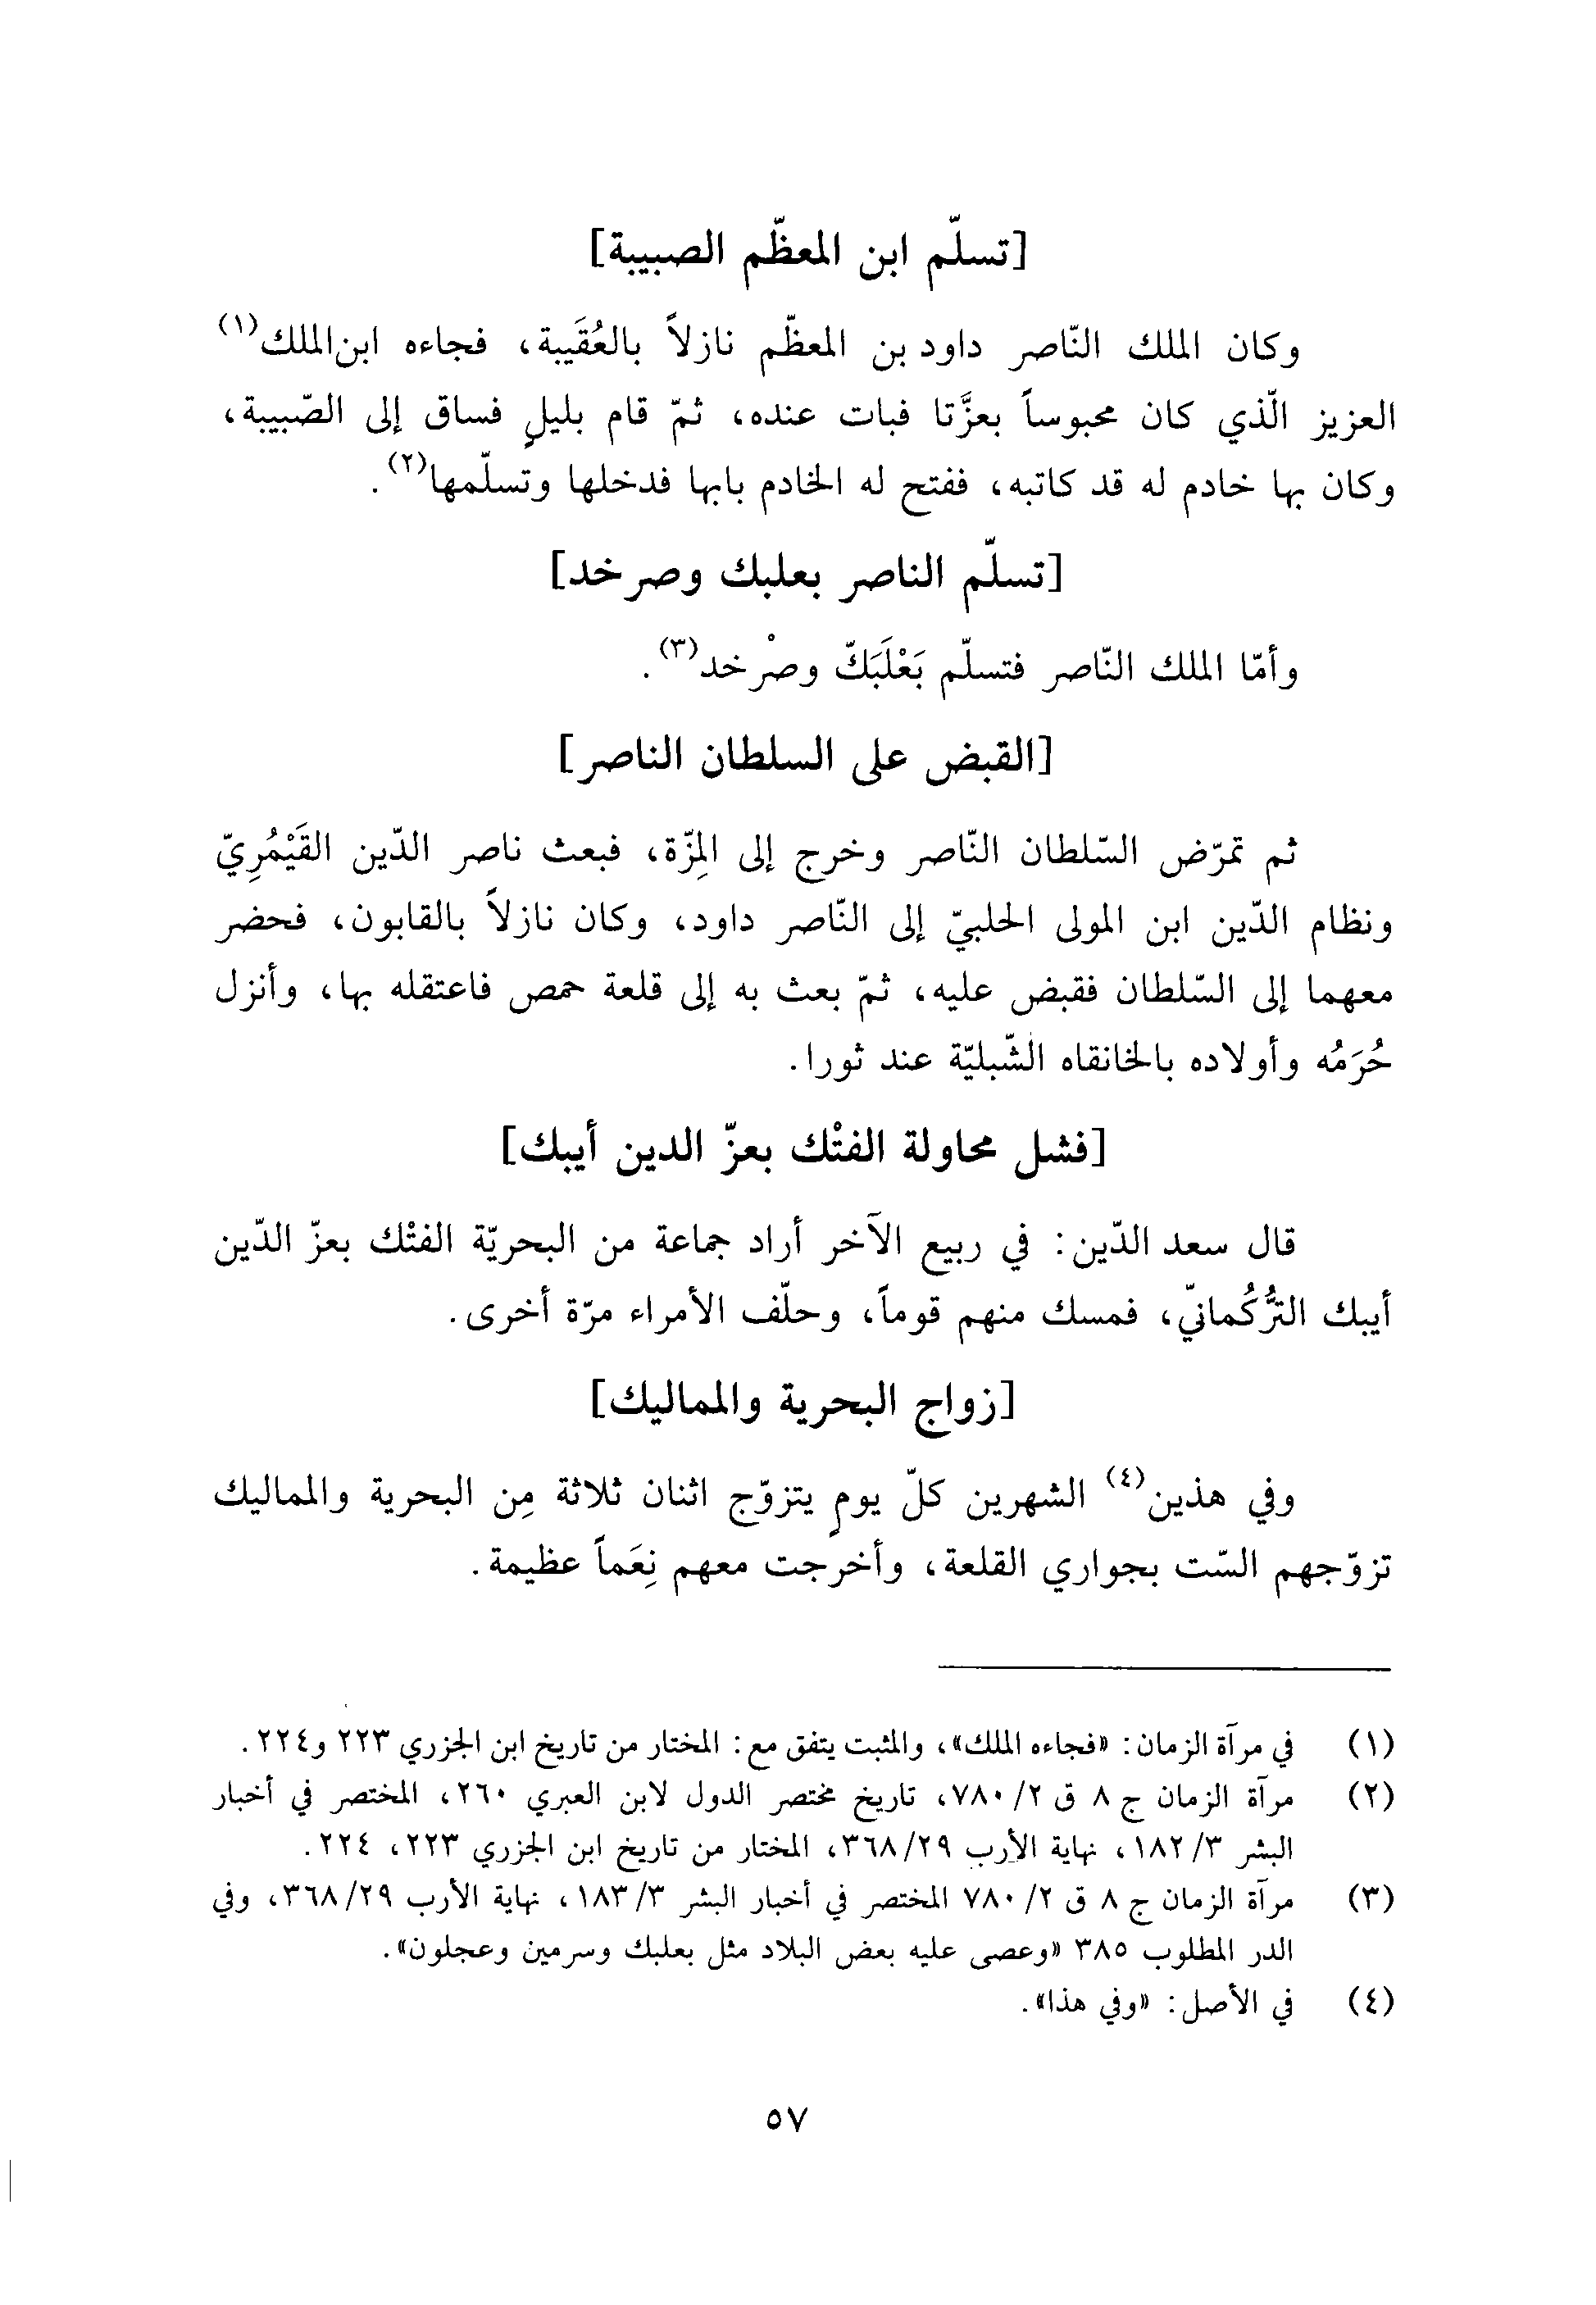 [تسلّم ابن المعظّم الصبيبة]
وكان الملك النّاصر داود بن المعظّم نازلاً بالعُقَيبة، فجاءه ابن الملك(١)
العزيز الّذي كان محبوساً بعزَّتا فبات عنده، ثمّ قام بليلٍ فساق إلى الصّبيبة،
وكان بها خادم له قد كاتبه، ففتح له الخادم بابها فدخلها وتسلّمها(٢).
[تسلّم الناصر بعلبك وصرخد]
وأمّا الملك النّاصر فتسلّم بَعْلَبَكّ وصرْخد(٣).
[القبض على السلطان الناصر]
ثم تمرّض السّلطان النّاصر وخرج إلى المِزّة، فبعث ناصر الدّين القَيْمُرِيّ
ونظام الدّين ابن المولى الحلبيّ إلى النّاصر داود، وكان نازلاً بالقابون، فحضر
معهما إلى السّلطان فقبض عليه، ثمّ بعث به إلى قلعة حمص فاعتقله بها، وأنزل
حُرَمُه وأولاده بالخانقاه الشّبليّة عند ثورا.
[فشل محاولة الفتْك بعزّ الدين أيبك]
قال سعد الدّين: في ربيع الآخر أراد جماعة من البحريّة الفتْك بعزّ الدّين
أيبك التُّركُمانيّ، فمسك منهم قوماً، وحلّف الأمراء مرّة أخرى.
[زواج البحرية والمماليك]
وفي هذين(٤) الشهرين كلّ يومٍ يتزوّج اثنان ثلاثة مِن البحرية والمماليك
تزوّجهم السّت بجواري القلعة، وأخرجت معهم نِعَماً عظيمة.
(١) في مرآة الزمان: «فجاءه الملك»، والمثبت يتفق مع: المختار من تاريخ ابن الجزري ٢٢٣ و٢٢٤.
(٢) مرآة الزمان ج ٨ ق ٢/ ٧٨٠، تاريخ مختصر الدول لابن العبري ٢٦٠، المختصر في أخبار
البشر ٣/ ١٨٢، نهاية الأرب ٢٩/ ٣٦٨، المختار من تاريخ ابن الجزري ٢٢٣، ٢٢٤.
(٣) مرآة الزمان ج ٨ ق ٢/ ٧٨٠ المختصر في أخبار البشر ٣/ ١٨٣، نهاية الأرب ٢٩/ ٣٦٨، وفي
الدر المطلوب ٣٨٥ «وعصى عليه بعض البلاد مثل بعلبك وسرمين وعجلون».
(٤) في الأصل: «وفي هذا».
٥٧